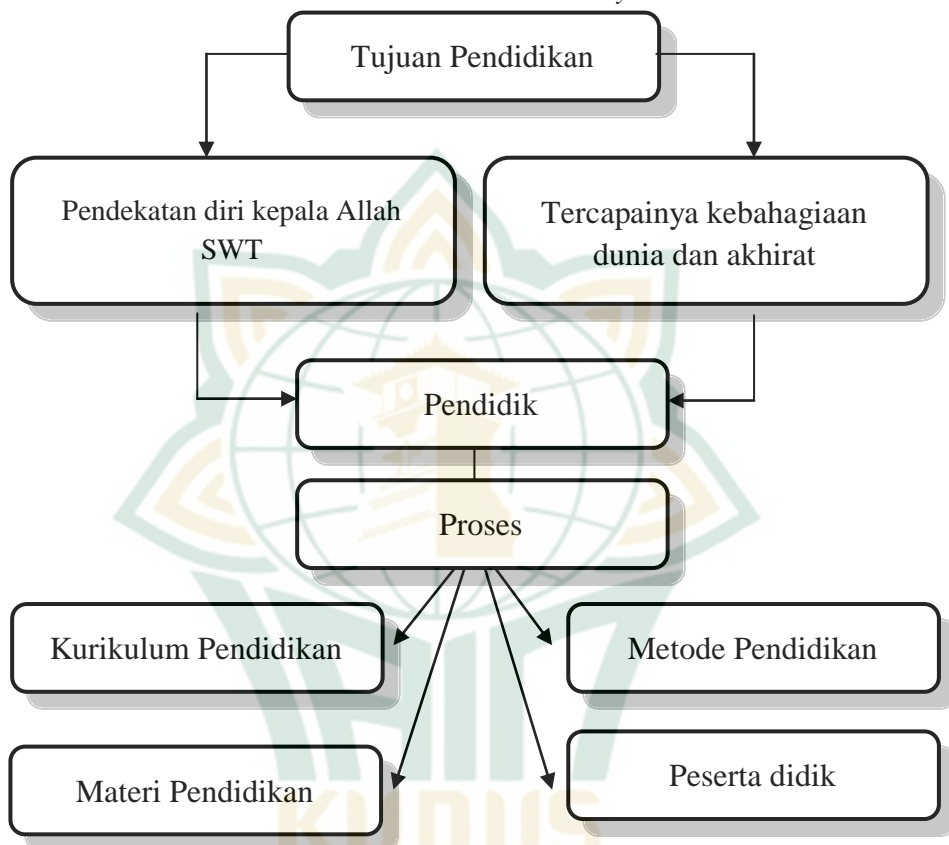 Tujuan Pendidikan
Pendekatan diri kepala Allah
SWT
Tercapainya kebahagiaan
dunia dan akhirat
Pendidik
Proses
Kurikulum Pendidikan
Metode Pendidikan
Materi Pendidikan
Peserta didik
KUDUS